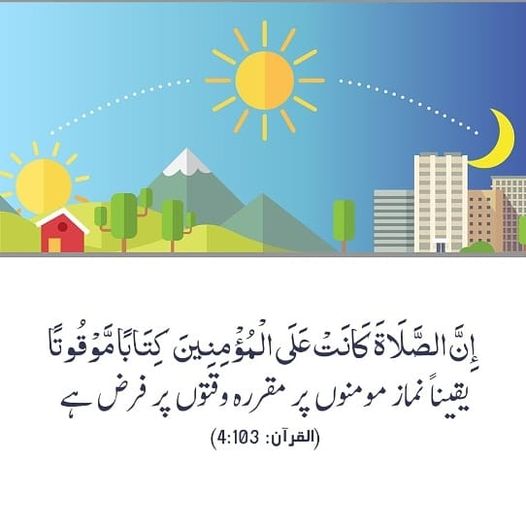 إِنَّ الصَّلَاةَ كَانَتْ عَلَى الْمُؤْمِنِينَ كِتَابًا مَّوْقُوتًا
یقیناً نماز مومنوں پر مقررہ وقتوں پر فرض ہے
(القرآن: 4:103)